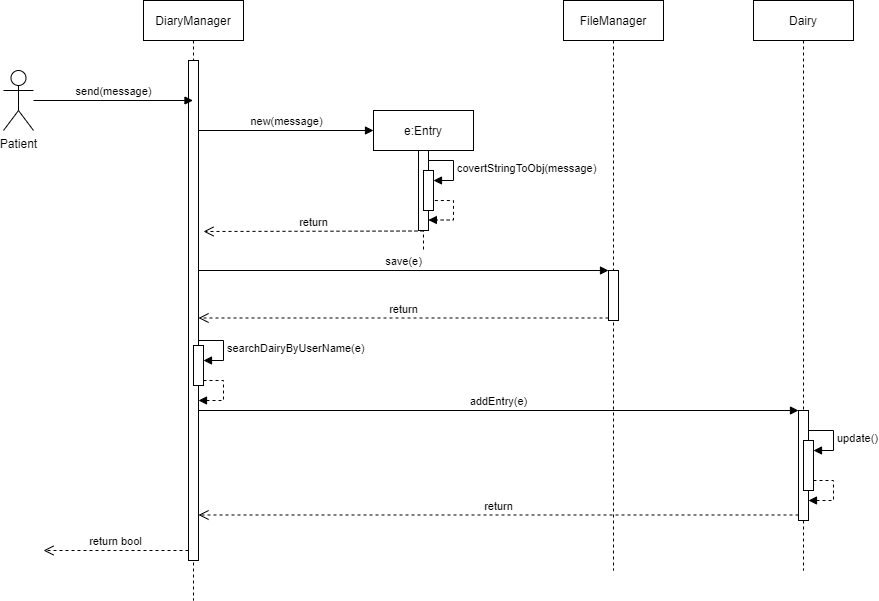 DiaryManager
FileManager
Dairy
send(message)
Patient
new(message)
e:Entry
covertStringToObj(message)
return
save(e)
return
searchDairyByUserName(e)
addEntry(e)
update()
return
return bool